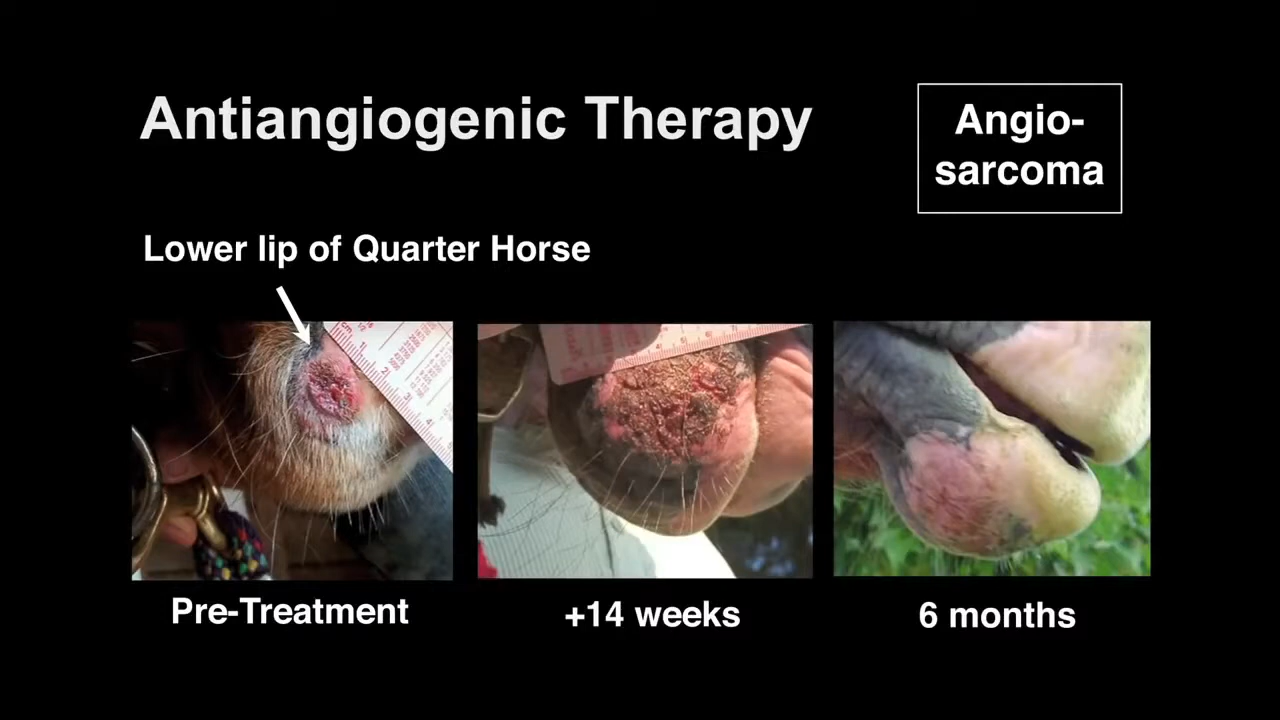 Antiangiogenic Therapy
Angio-
sarcoma
Lower lip of Quarter Horse
Pre-Treatment
+14 weeks
6 months